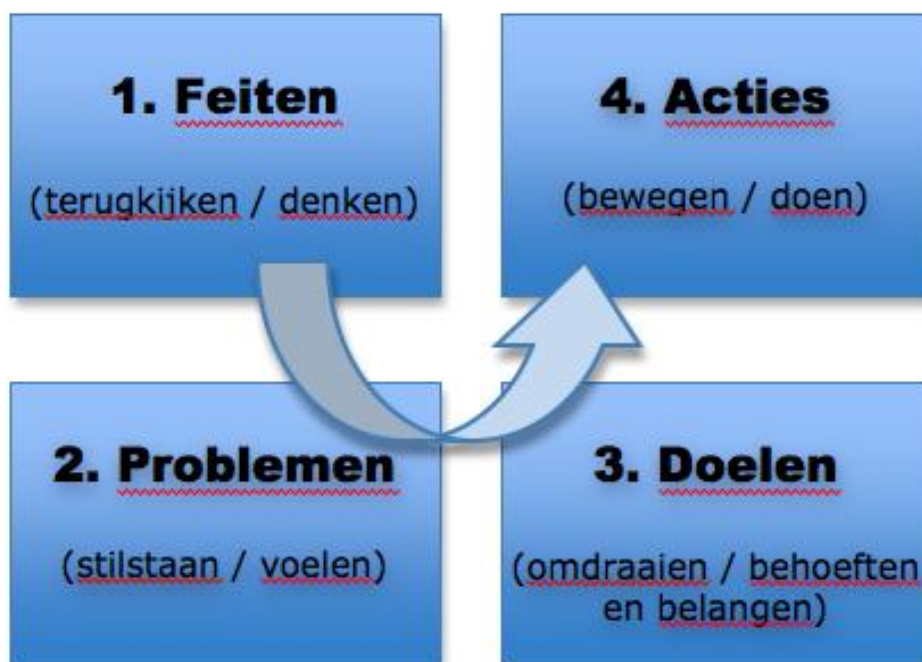 1. Feiten
(terugkijken / denken)
2. Problemen
(stilstaan / voelen)
3. Doelen
(omdraaien / behoeften
en belangen)
4. Acties
(bewegen / doen)